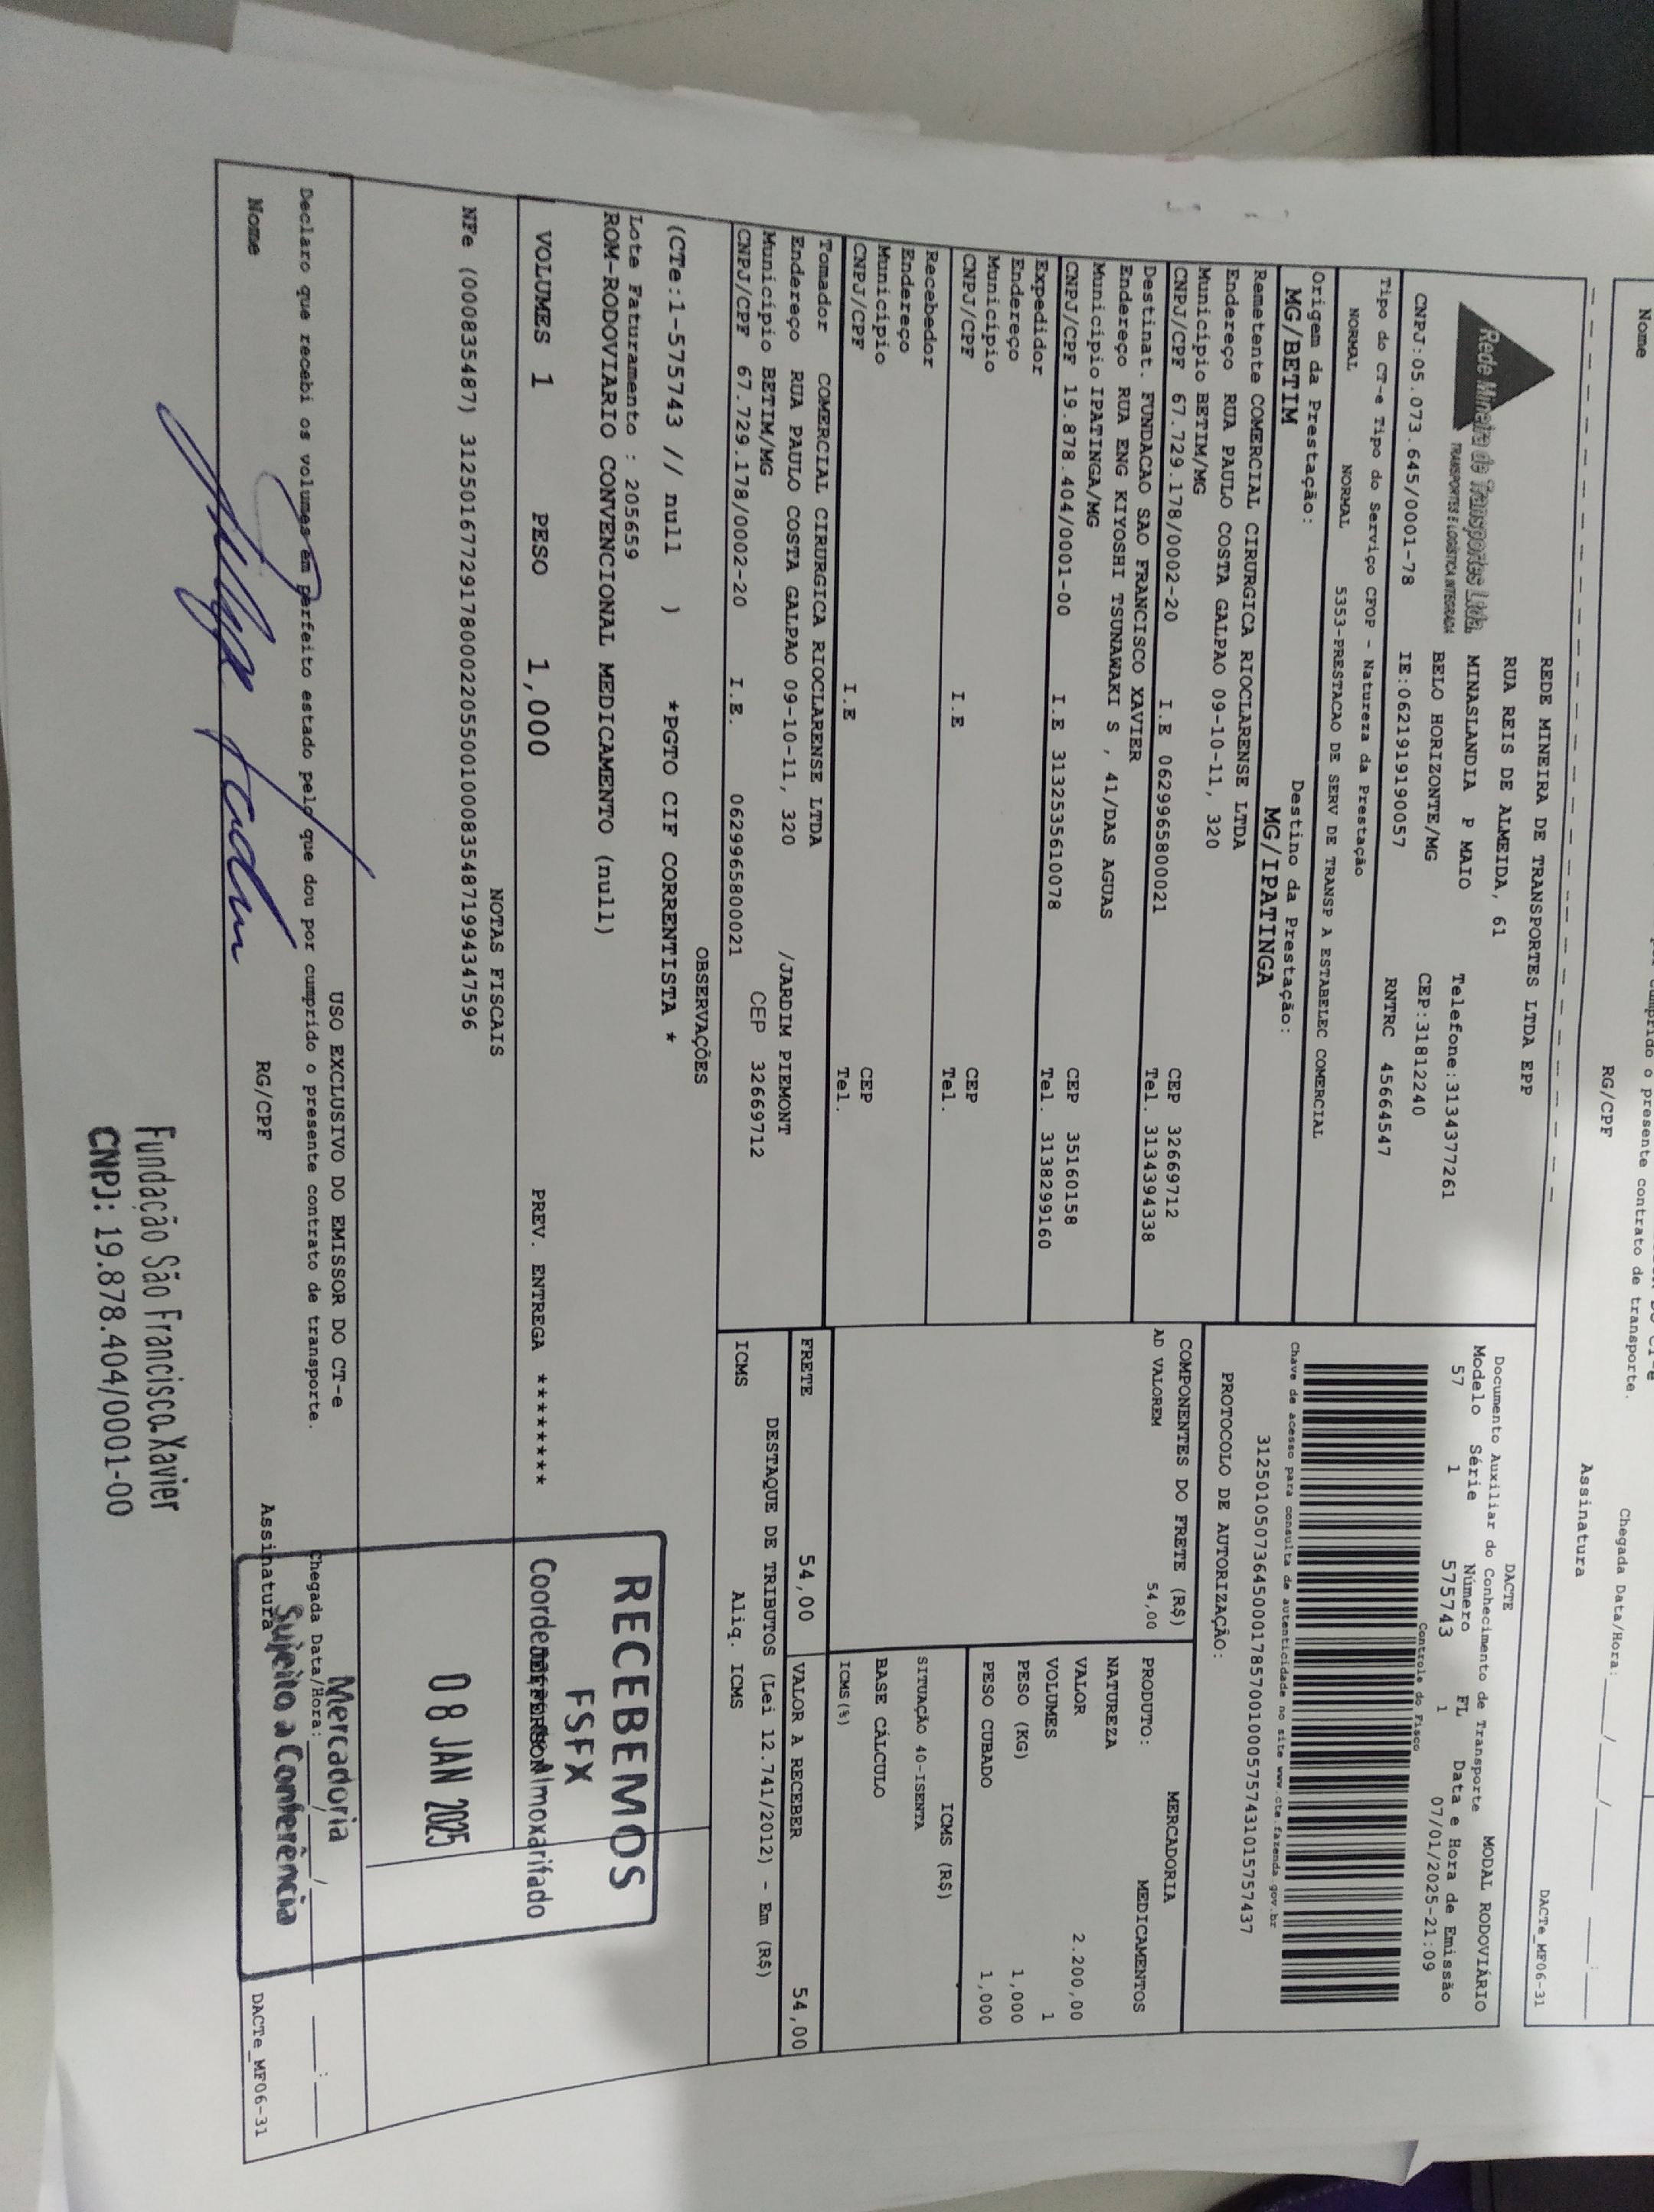 Nome
RG/CPF
Assinatura
Chegada Data/Hora: ___/___/___ ___:___
o presente contrato de transporte.
DACTe_MF06-31
Rede Mineira de Transportes Ltda.
TRANSPORTES E LOGÍSTICA INTEGRADA
REDE MINEIRA DE TRANSPORTES LTDA EPP
RUA REIS DE ALMEIDA, 61
MINASLANDIA P MAIO Telefone:3134377261
BELO HORIZONTE/MG CEP:31812240
CNPJ:05.073.645/0001-78 IE:0621919190057 RNTRC 45664547
DACTE
Documento Auxiliar do Conhecimento de Transporte MODAL RODOVIÁRIO
Modelo Série Número FL Data e Hora de Emissão
57 1 575743 1 07/01/2025-21:09
Controle do Fisco
Chave de acesso para consulta de autenticidade no site www.cte.fazenda.gov.br
31250105073645000178570010005757431015757437
PROTOCOLO DE AUTORIZAÇÃO:
Tipo do CT-e Tipo do Serviço CFOP - Natureza da Prestação
NORMAL NORMAL 5353-PRESTACAO DE SERV DE TRANSP A ESTABELEC COMERCIAL
Origem da Prestação: Destino da Prestação:
MG/BETIM MG/IPATINGA
Remetente COMERCIAL CIRURGICA RIOCLARENSE LTDA
Endereço RUA PAULO COSTA GALPAO 09-10-11, 320
Município BETIM/MG CEP 32669712
CNPJ/CPF 67.729.178/0002-20 I.E 0629965800021 Tel. 3134394338
Destinat. FUNDACAO SAO FRANCISCO XAVIER
Endereço RUA ENG KIYOSHI TSUNAWAKI S , 41/DAS AGUAS
Município IPATINGA/MG CEP 35160158
CNPJ/CPF 19.878.404/0001-00 I.E 3132535610078 Tel. 3138299160
Expedidor
Endereço
Município CEP
CNPJ/CPF I.E Tel.
Recebedor
Endereço
Município CEP
CNPJ/CPF I.E Tel.
Tomador COMERCIAL CIRURGICA RIOCLARENSE LTDA
Endereço RUA PAULO COSTA GALPAO 09-10-11, 320 /JARDIM PIEMONT
Município BETIM/MG CEP 32669712
CNPJ/CPF 67.729.178/0002-20 I.E. 0629965800021
COMPONENTES DO FRETE (R$)
AD VALOREM 54,00
MERCADORIA
PRODUTO: MEDICAMENTOS
NATUREZA
VALOR 2.200,00
VOLUMES 1
PESO (KG) 1,000
PESO CUBADO 1,000
ICMS (R$)
SITUAÇÃO 40-ISENTA
BASE CÁLCULO
ICMS(%)
FRETE 54,00 VALOR A RECEBER 54,00
DESTAQUE DE TRIBUTOS (Lei 12.741/2012) - Em (R$)
ICMS Aliq. ICMS
OBSERVAÇÕES
(CTe:1-575743 // null ) *PGTO CIF CORRENTISTA *
Lote Faturamento : 205659
ROM-RODOVIARIO CONVENCIONAL MEDICAMENTO (null)
VOLUMES 1 PESO 1,000 PREV. ENTREGA *********
NOTAS FISCAIS
NFe (000835487) 31250167729178000220550010008354871994347596
RECEBEMOS
FSFX
Almoxarifado
08 JAN 2025
Mercadoria
Sujeito a Conferência
USO EXCLUSIVO DO EMISSOR DO CT-e
Declaro que recebi os volumes em perfeito estado pelo que dou por cumprido o presente contrato de transporte.
Chegada Data/Hora: ___/___/___ ___:___
Nome RG/CPF Assinatura
DACTe_MF06-31
Fundação São Francisco Xavier
CNPJ: 19.878.404/0001-00